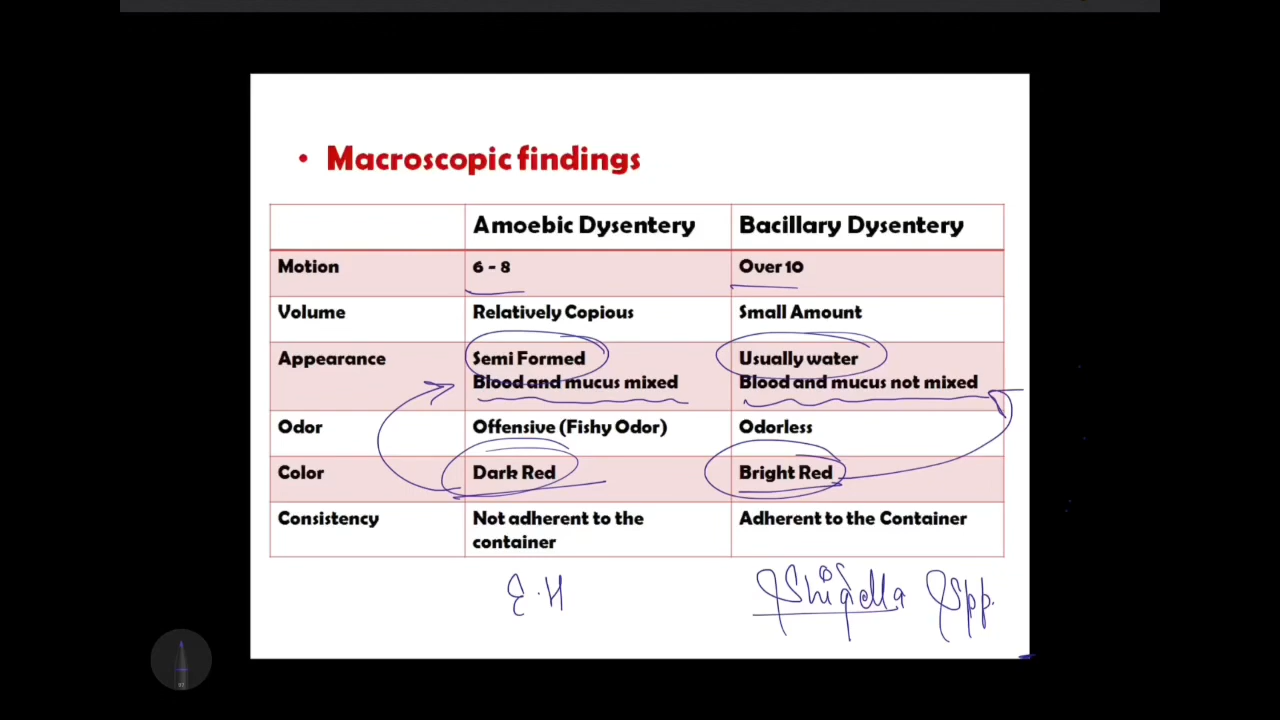 • Macroscopic findings
Amoebic Dysentery Bacillary Dysentery
Motion 6 - 8 Over 10
Volume Relatively Copious Small Amount
Appearance Semi Formed Usually water
Blood and mucus mixed Blood and mucus not mixed
Odor Offensive (Fishy Odor) Odorless
Color Dark Red Bright Red
Consistency Not adherent to the Adherent to the Container
container
E.H Shigella Spp.